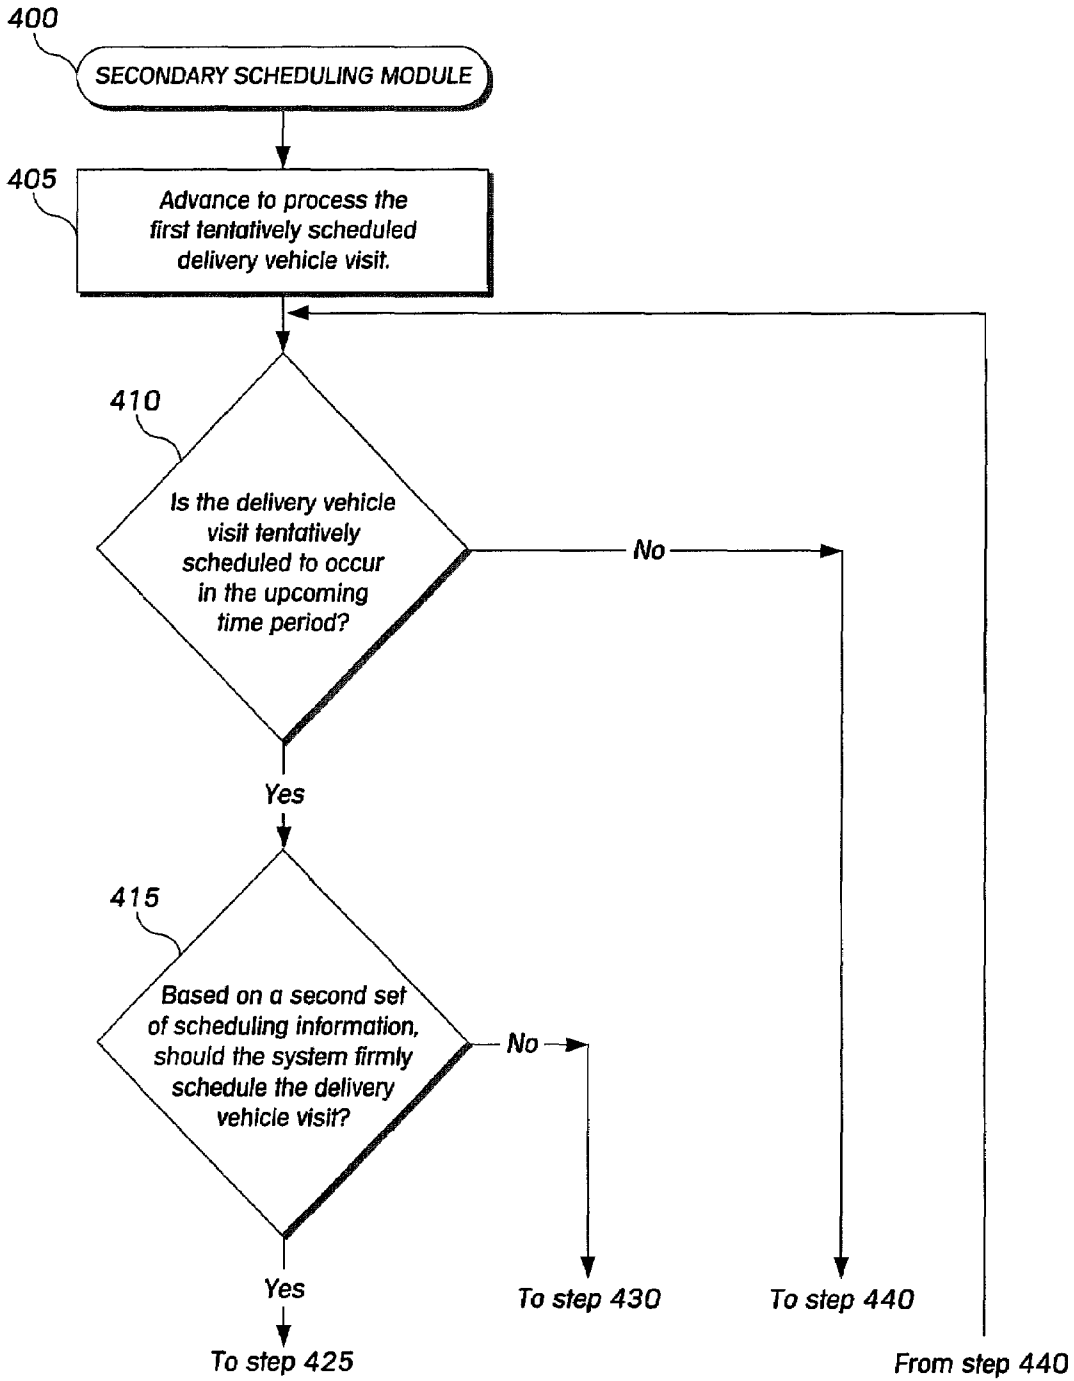 400
SECONDARY SCHEDULING MODULE
405
Advance to process the
first tentatively scheduled
delivery vehicle visit.
410
Is the delivery vehicle
visit tentatively
scheduled to occur
in the upcoming
time period?
No
Yes
415
Based on a second set
of scheduling information,
should the system firmly
schedule the delivery
vehicle visit?
No
Yes
To step 430
To step 440
To step 425
From step 440